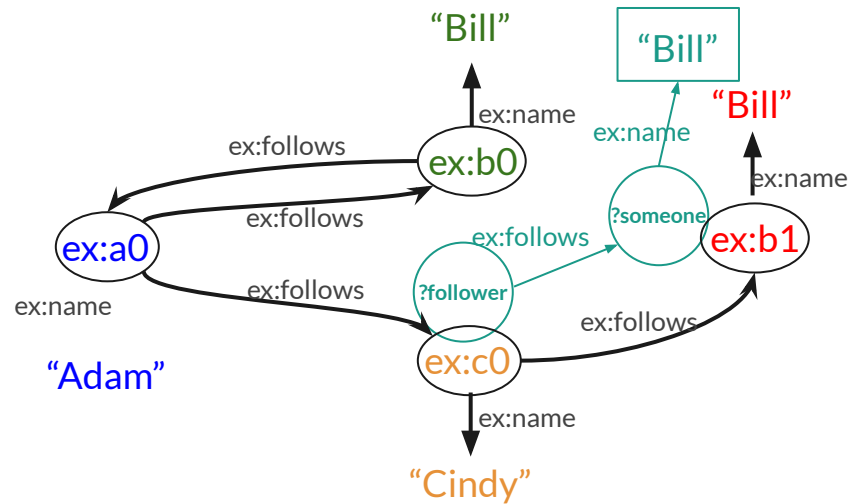 “Bill”
“Bill”
“Bill”
ex:name
ex:name
ex:follows
ex:b0
ex:name
ex:follows
?someone
ex:a0
ex:follows
ex:b1
ex:follows
?follower
ex:name
ex:follows
ex:c0
“Adam”
ex:name
“Cindy”